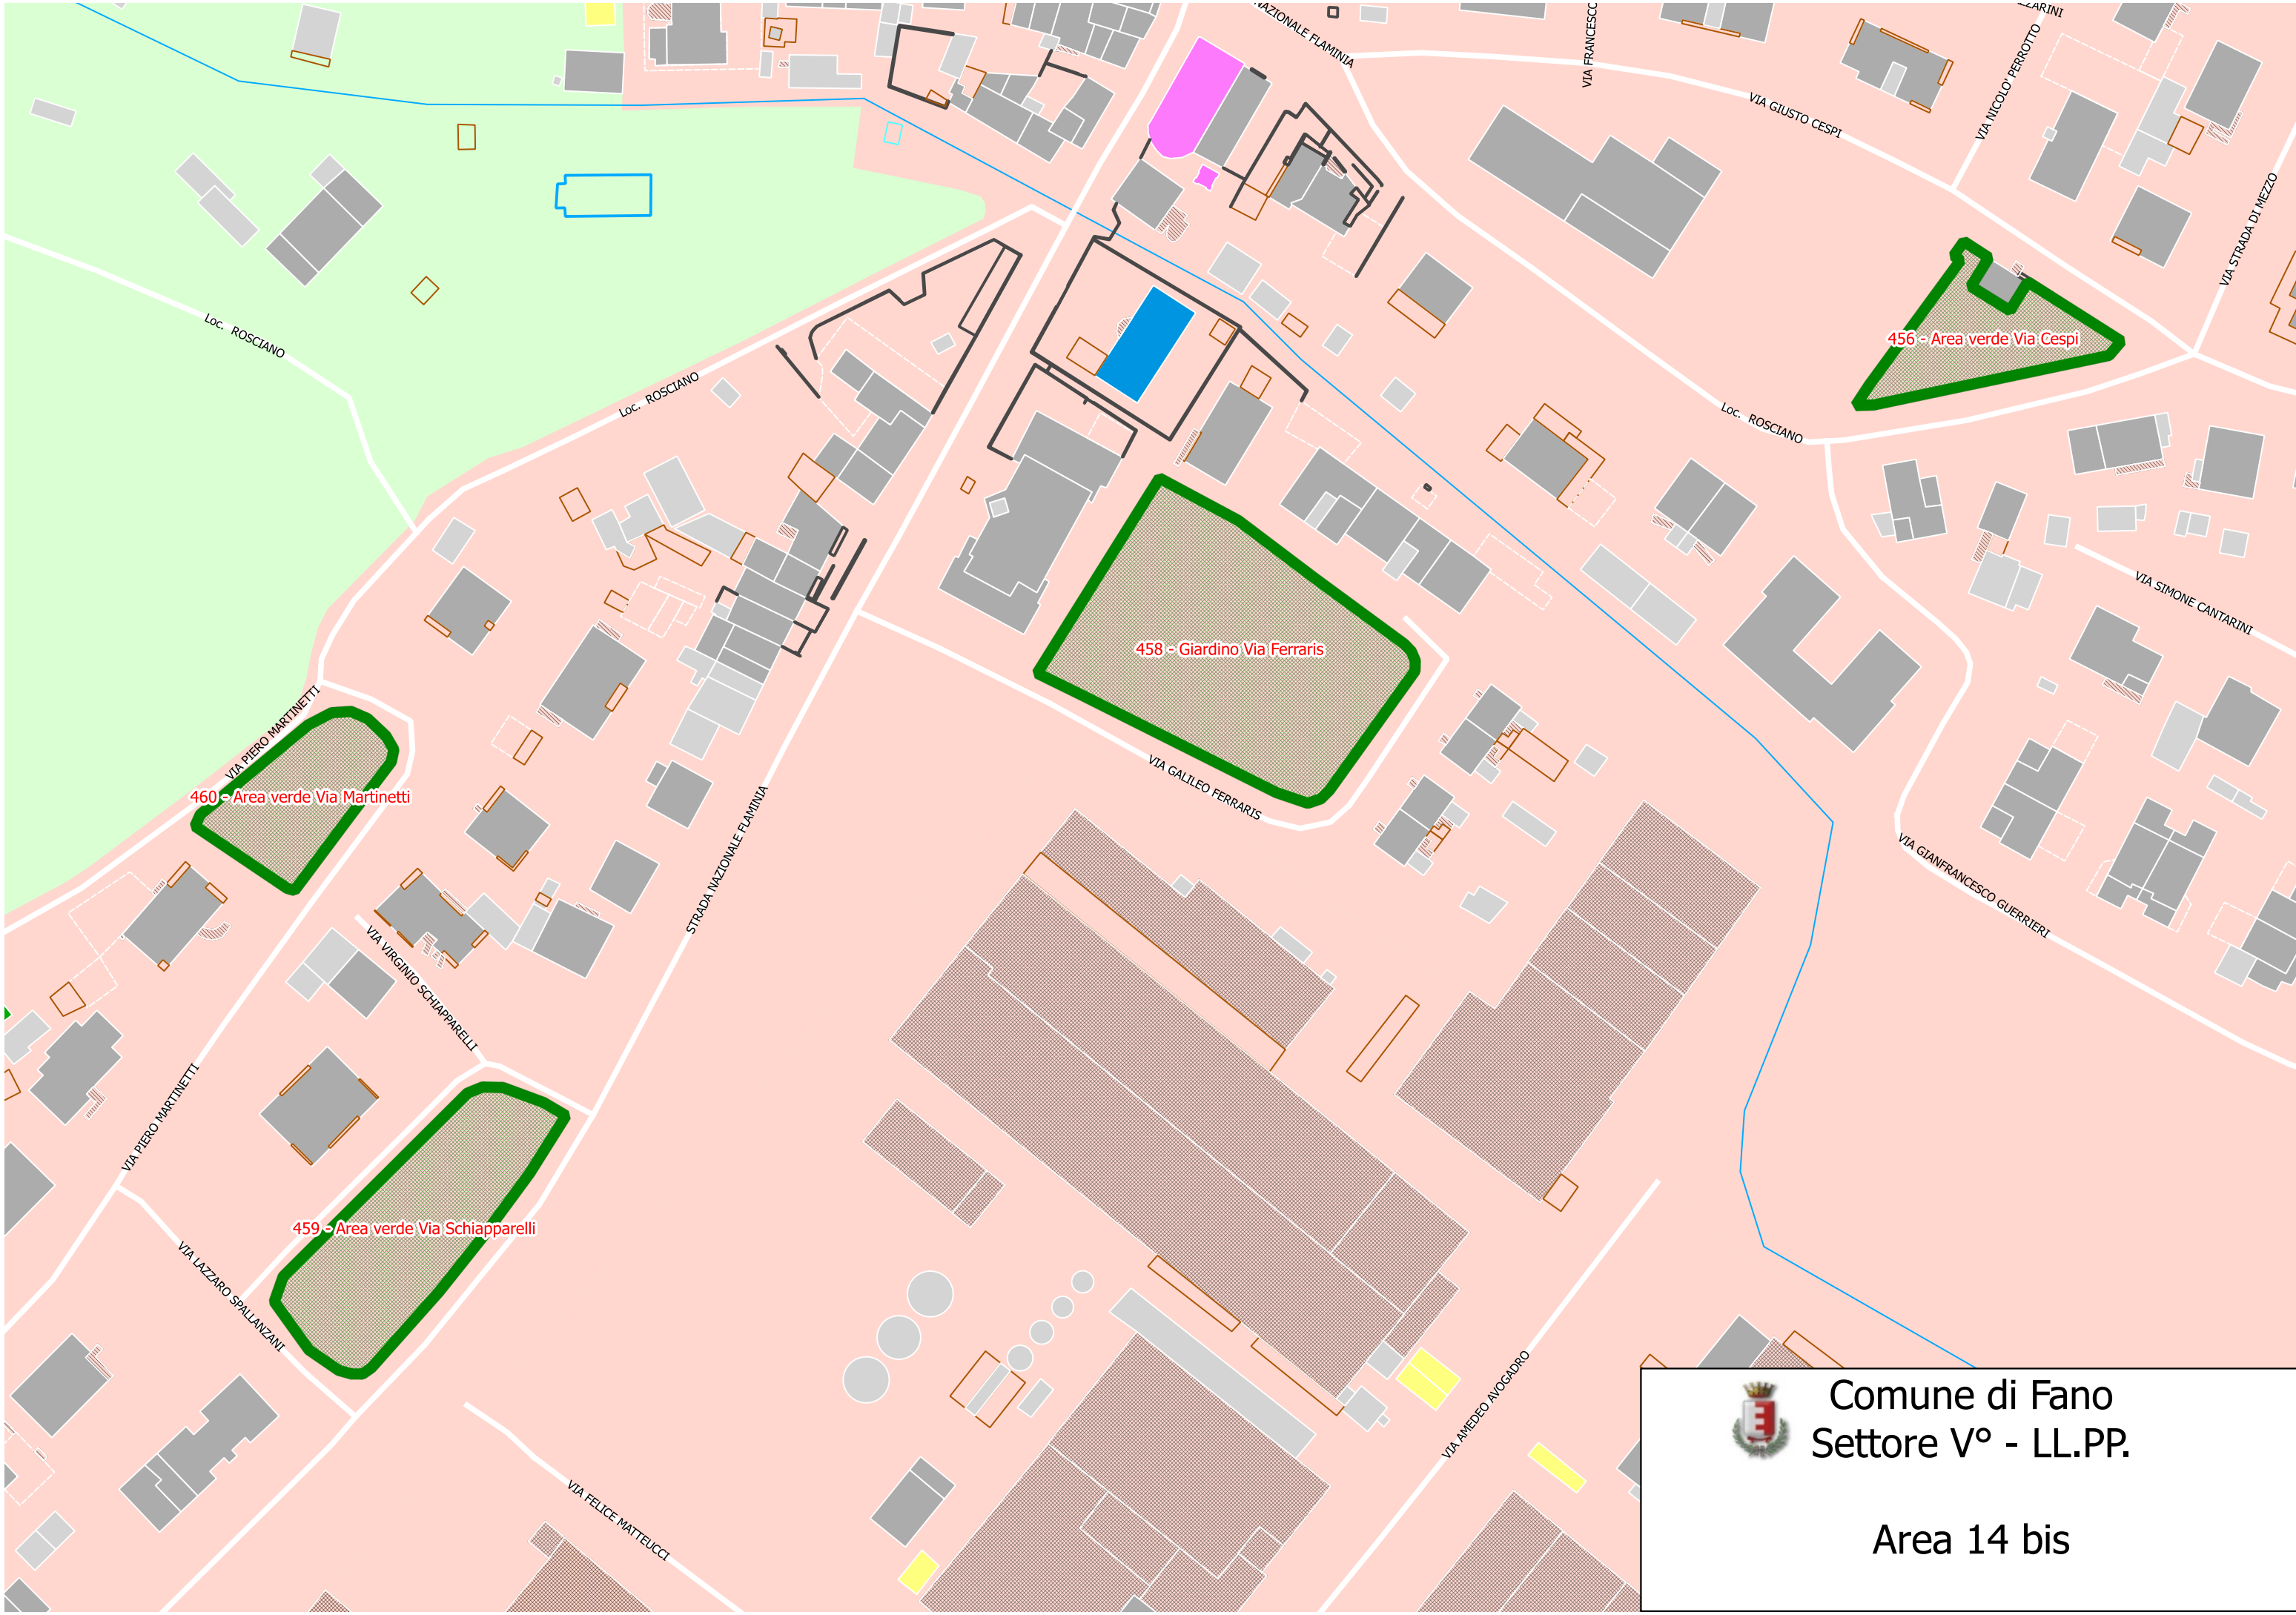 NAZIONALE FLAMINIA
VIA FRANCESCO
ZZARINI
VIA NICOLO' PERROTTO
VIA GIUSTO CESPI
VIA STRADA DI MEZZO
Loc. ROSCIANO
456 - Area verde Via Cespi
Loc. ROSCIANO
Loc. ROSCIANO
VIA SIMONE CANTARINI
458 - Giardino Via Ferraris
VIA PIERO MARTINETTI
VIA GALILEO FERRARIS
460 - Area verde Via Martinetti
STRADA NAZIONALE FLAMINIA
VIA GIANFRANCESCO GUERRIERI
VIA VIRGINIO SCHIAPPARELLI
VIA PIERO MARTINETTI
459 - Area verde Via Schiapparelli
VIA LAZZARO SPALLANZANI
VIA AMEDEO AVOGADRO
VIA FELICE MATTEUCCI
Comune di Fano
Settore V° - LL.PP.
Area 14 bis